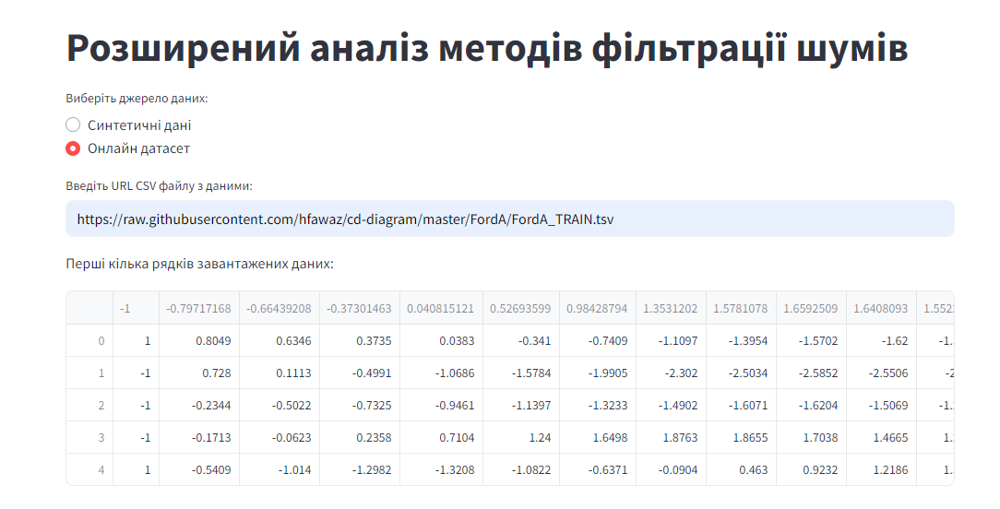 Розширений аналіз методів фільтрації шумів
Виберіть джерело даних:
Синтетичні дані
Онлайн датасет
Введіть URL CSV файлу з даними:
https://raw.githubusercontent.com/hfawaz/cd-diagram/master/FordA/FordA_TRAIN.tsv
Перші кілька рядків завантажених даних:
-1 -0.79717168 -0.66439208 -0.37301463 0.040815121 0.52693599 0.98428794 1.3531202 1.5781078 1.6592509 1.6408093 1.552
0 1 0.8049 0.6346 0.3735 0.0383 -0.341 -0.7409 -1.1097 -1.3954 -1.5702 -1.62 -1.
1 -1 0.728 0.1113 -0.4991 -1.0686 -1.5784 -1.9905 -2.302 -2.5034 -2.5852 -2.5506 -2
2 -1 -0.2344 -0.5022 -0.7325 -0.9461 -1.1397 -1.3233 -1.4902 -1.6071 -1.6204 -1.5069 -1.
3 -1 -0.1713 -0.0623 0.2358 0.7104 1.24 1.6498 1.8763 1.8655 1.7038 1.4665 1.
4 1 -0.5409 -1.014 -1.2982 -1.3208 -1.0822 -0.6371 -0.0904 0.463 0.9232 1.2186 1.